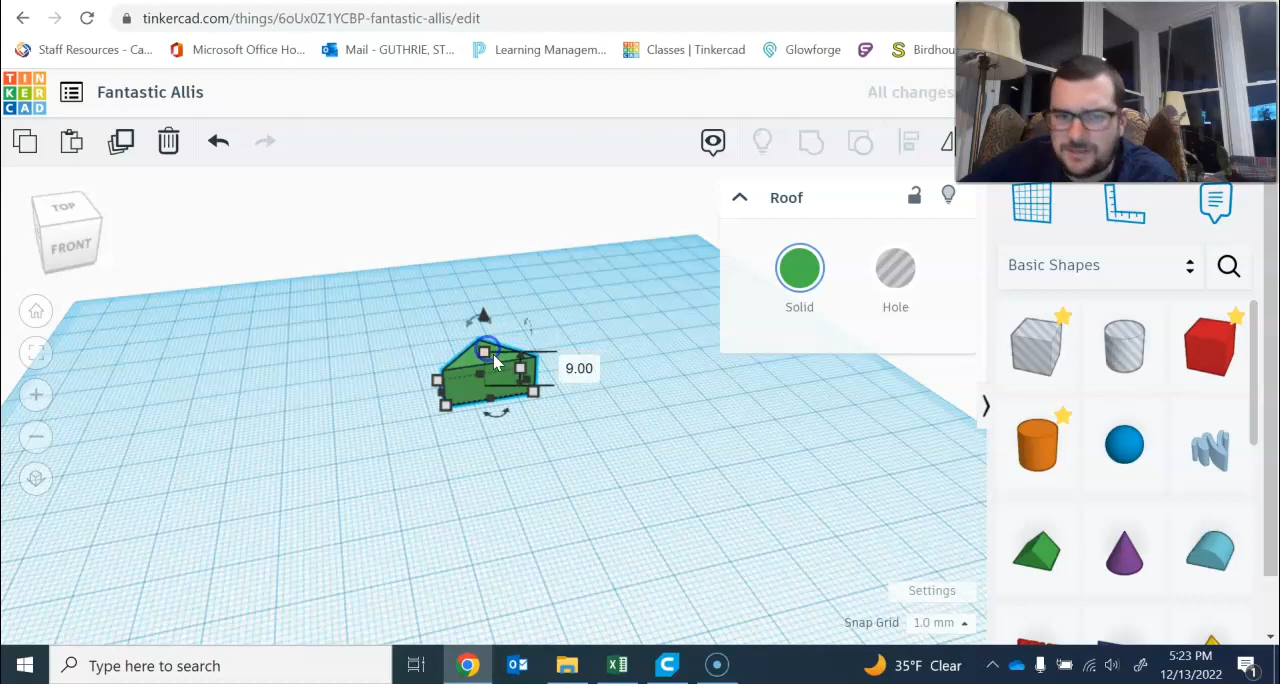 tinkercad.com/things/6oUx0Z1YCBP-fantastic-allis/edit
Staff Resources - Ca...
Microsoft Office Ho...
Mail - GUTHRIE, ST...
Learning Managem...
Classes | Tinkercad
Glowforge
Birdhou
TIN
KER
CAD
Fantastic Allis
All changes
TOP
FRONT
Roof
Solid
Hole
Basic Shapes
9.00
Settings
Snap Grid 1.0 mm
Type here to search
35°F Clear
5:23 PM
12/13/2022
1